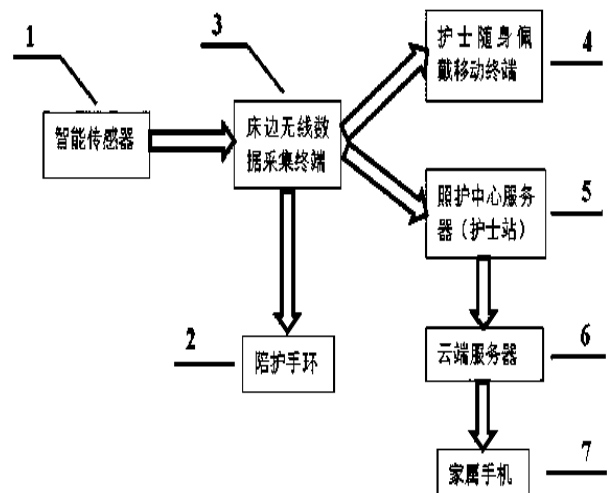 1
3
护士随身佩
戴移动终端
4
智能传感器
床边无线数
据采集终端
照护中心服务
器（护士站）
5
2
陪护手环
云端服务器
6
家属手机
7